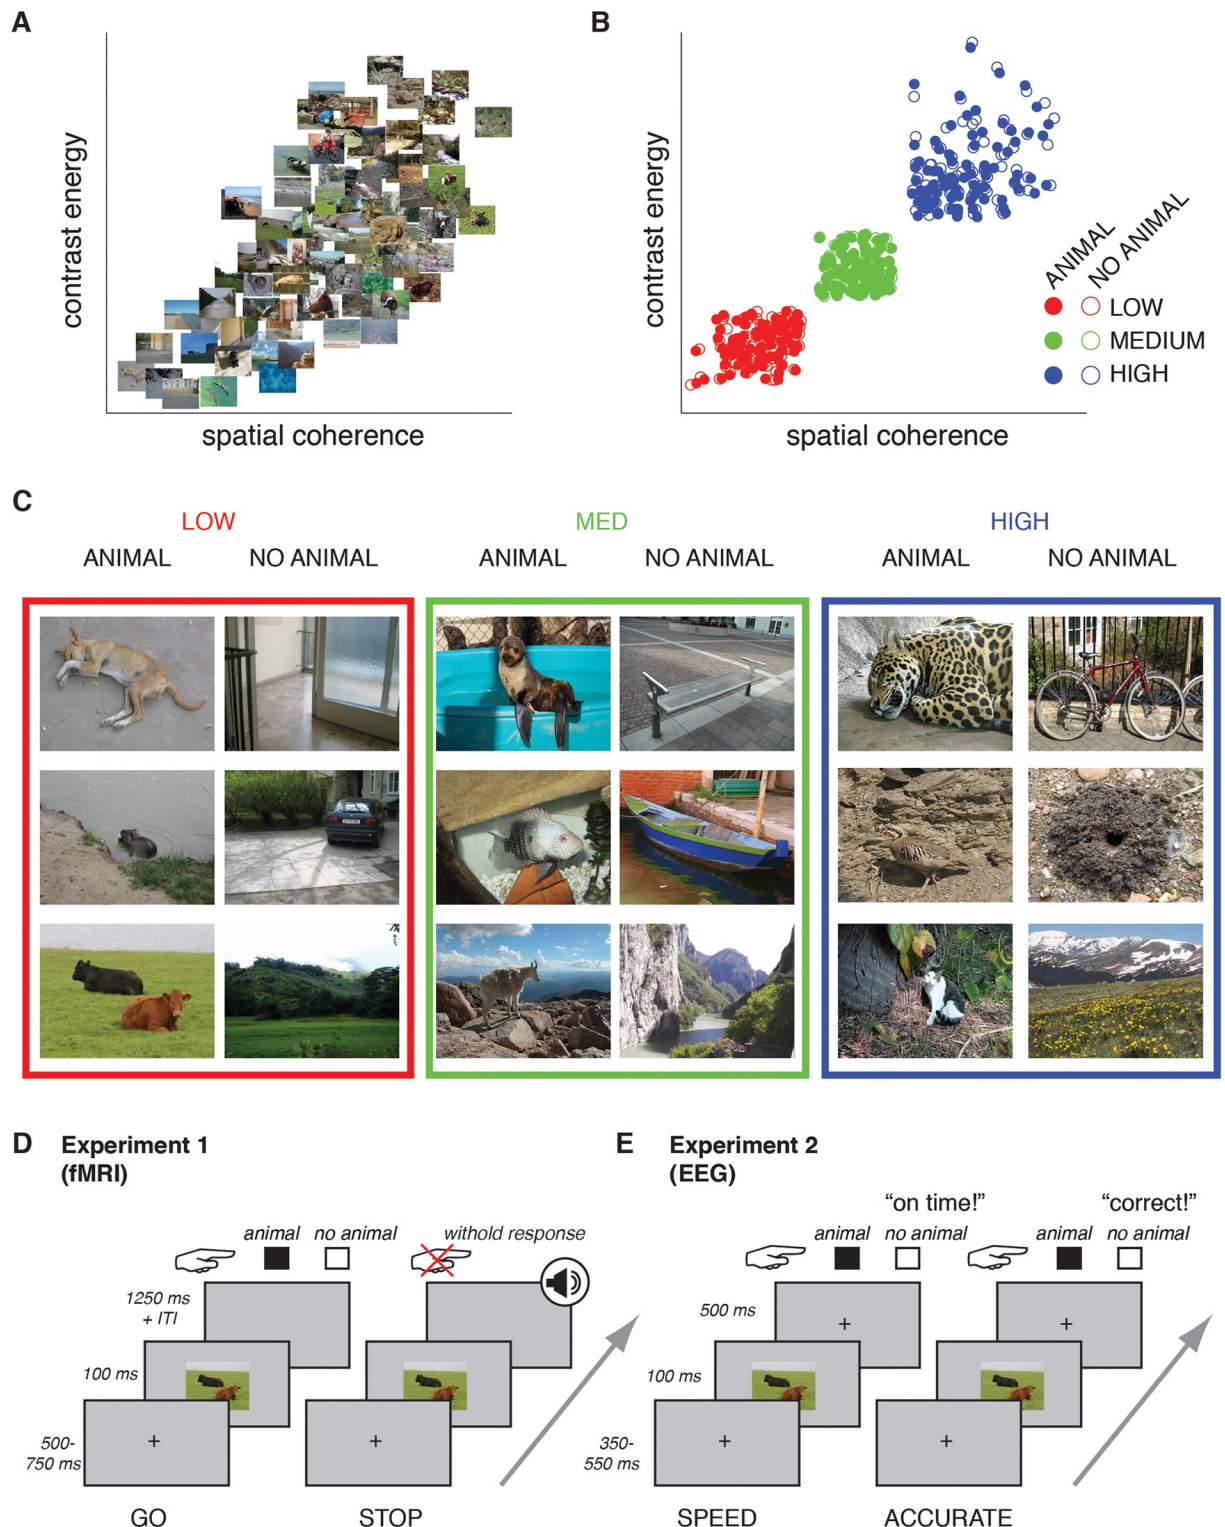 A
contrast energy
spatial coherence
B
contrast energy
spatial coherence
ANIMAL
NO ANIMAL
LOW
MEDIUM
HIGH
C
LOW
MED
HIGH
ANIMAL
NO ANIMAL
ANIMAL
NO ANIMAL
ANIMAL
NO ANIMAL
D
Experiment 1
(fMRI)
animal
no animal
withold response
1250 ms
+ ITI
100 ms
500-
750 ms
GO
STOP
E
Experiment 2
(EEG)
“on time!”
“correct!”
animal
no animal
animal
no animal
500 ms
100 ms
350-
550 ms
SPEED
ACCURATE